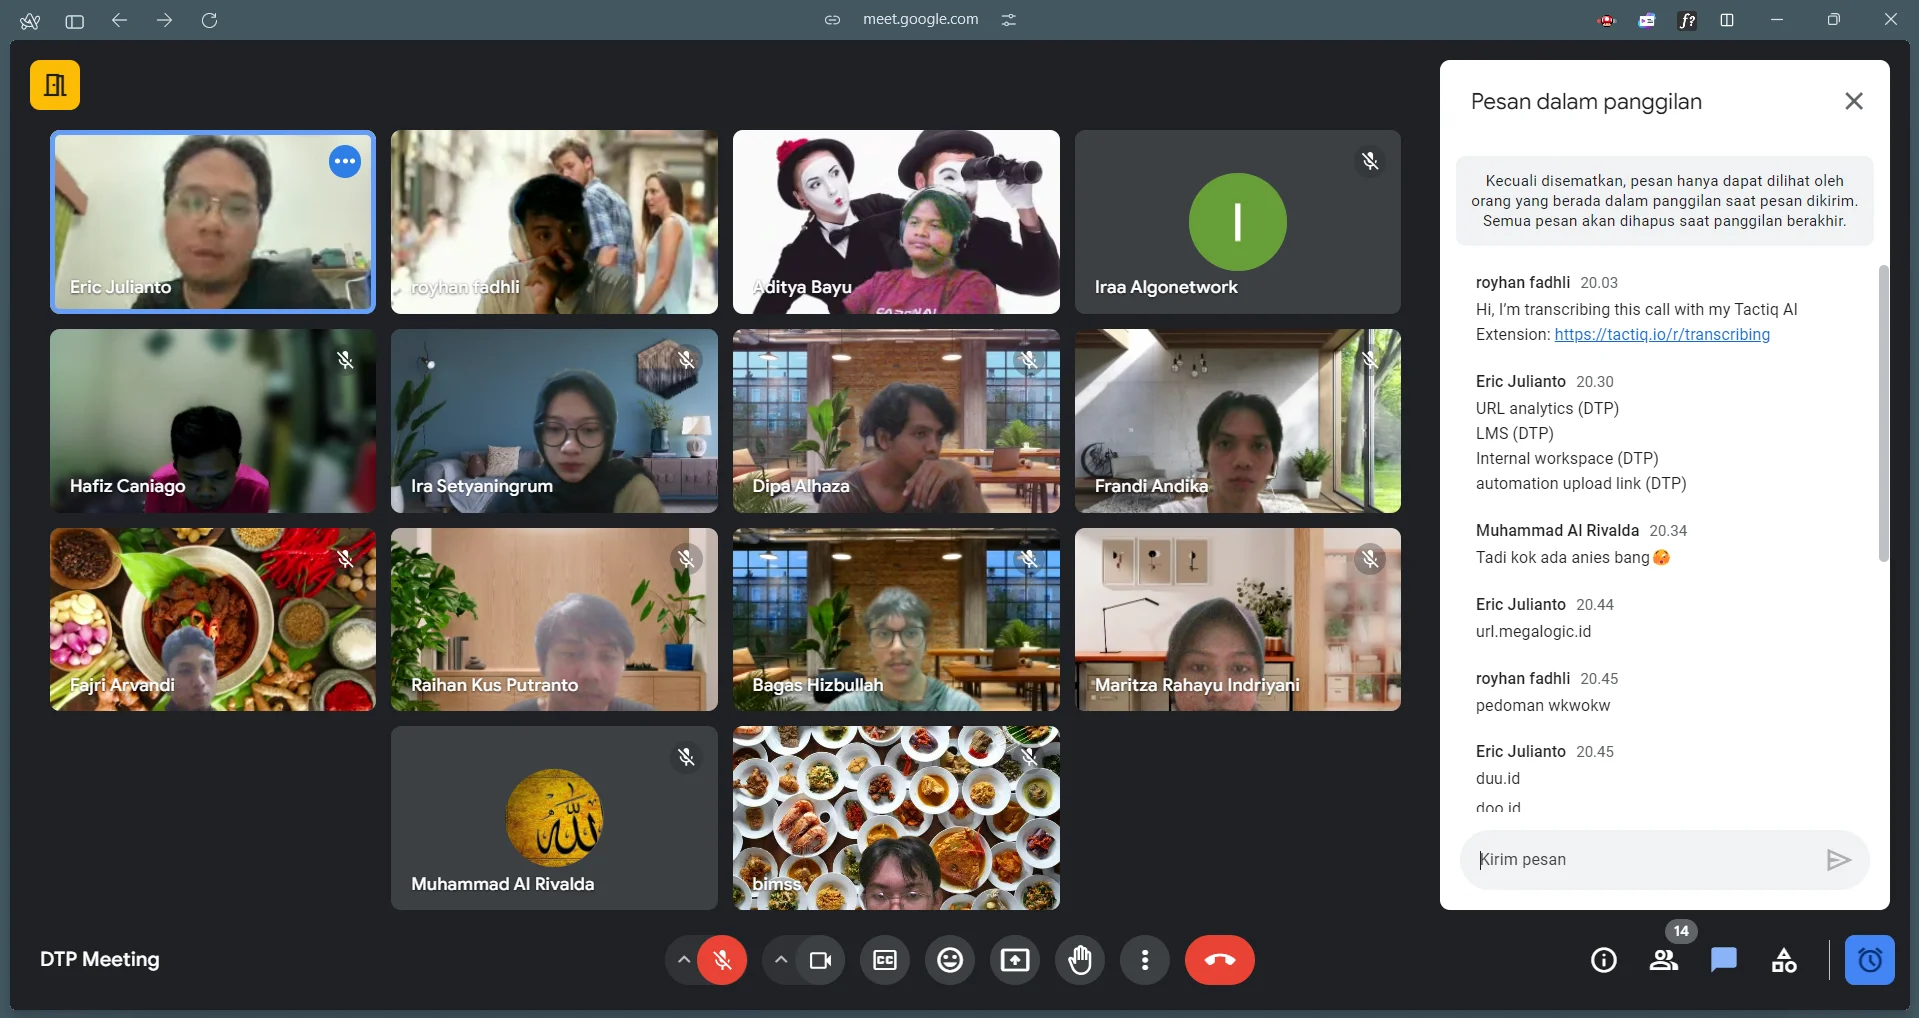 meet.google.com
f?
Eric Julianto
royhan fadhli
Aditya Bayu
I
Iraa Algonetwork
Hafiz Caniago
Ira Setyaningrum
Dipa Alhaza
Frandi Andika
Fajri Arvandi
Raihan Kus Putranto
Bagas Hizbullah
Maritza Rahayu Indriyani
الله
Muhammad Al Rivalda
bimss
Pesan dalam panggilan
Kecuali disematkan, pesan hanya dapat dilihat oleh
orang yang berada dalam panggilan saat pesan dikirim.
Semua pesan akan dihapus saat panggilan berakhir.
royhan fadhli 20.03
Hi, I’m transcribing this call with my Tactiq AI
Extension: https://tactiq.io/r/transcribing
Eric Julianto 20.30
URL analytics (DTP)
LMS (DTP)
Internal workspace (DTP)
automation upload link (DTP)
Muhammad Al Rivalda 20.34
Tadi kok ada anies bang🥵
Eric Julianto 20.44
url.megalogic.id
royhan fadhli 20.45
pedoman wkwokw
Eric Julianto 20.45
duu.id
doo.id
Kirim pesan
DTP Meeting
CC
14